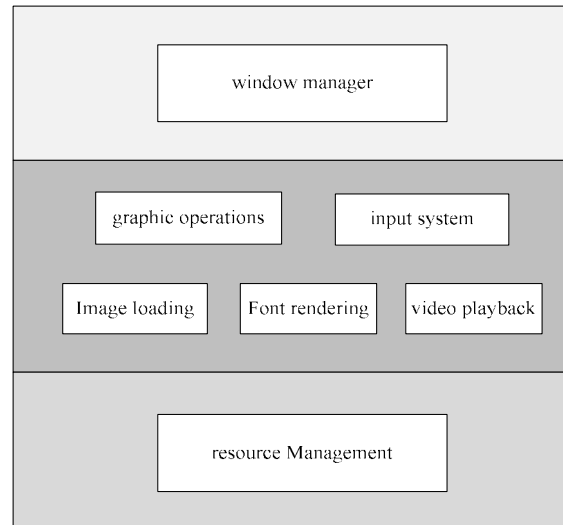 window manager
graphic operations
input system
Image loading
Font rendering
video playback
resource Management